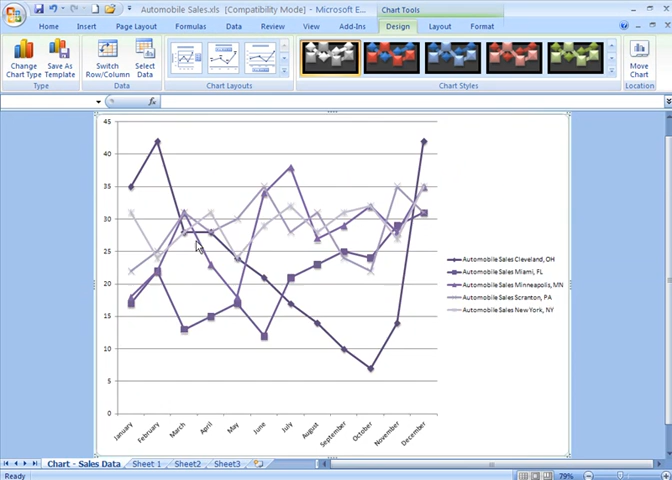 Automobile Sales.xls [Compatibility Mode] - Microsoft E...
Chart Tools
Home Insert Page Layout Formulas Data Review View Add-Ins Design Layout Format
Change Chart Type
Save As Template
Switch Row/Column
Select Data
Move Chart
Type Data Chart Layouts Chart Styles Location
fx
45
40
35
30
25
20
15
10
5
0
January February March April May June July August September October November December
Automobile Sales Cleveland, OH
Automobile Sales Miami, FL
Automobile Sales Minneapolis, MN
Automobile Sales Scranton, PA
Automobile Sales New York, NY
Chart - Sales Data Sheet 1 Sheet2 Sheet3
Ready 79%